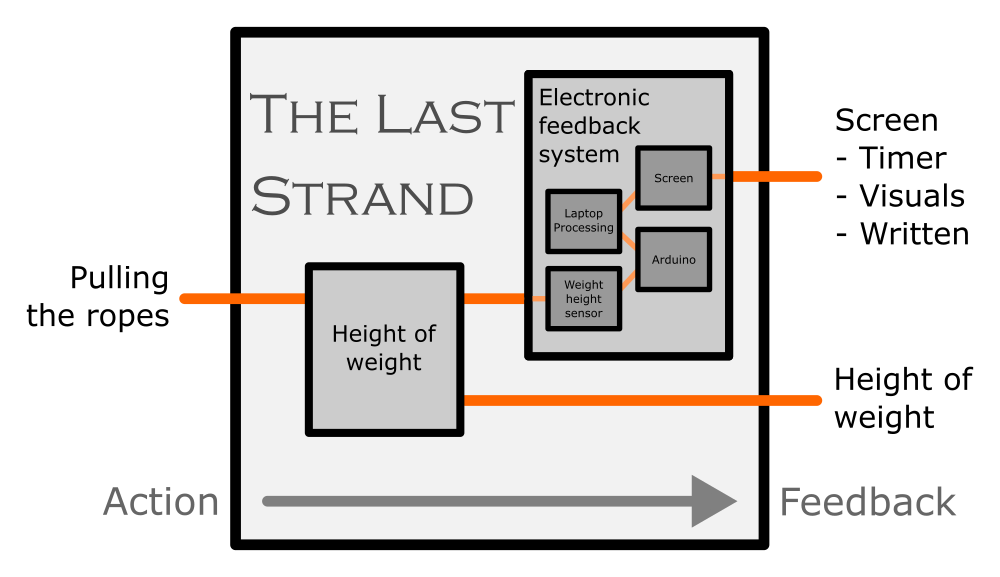 THE LAST
STRAND
Electronic
feedback
system
Screen
Laptop
Processing
Arduino
Weight
height
sensor
Screen
- Timer
- Visuals
- Written
Pulling
the ropes
Height of
weight
Height of
weight
Action
Feedback